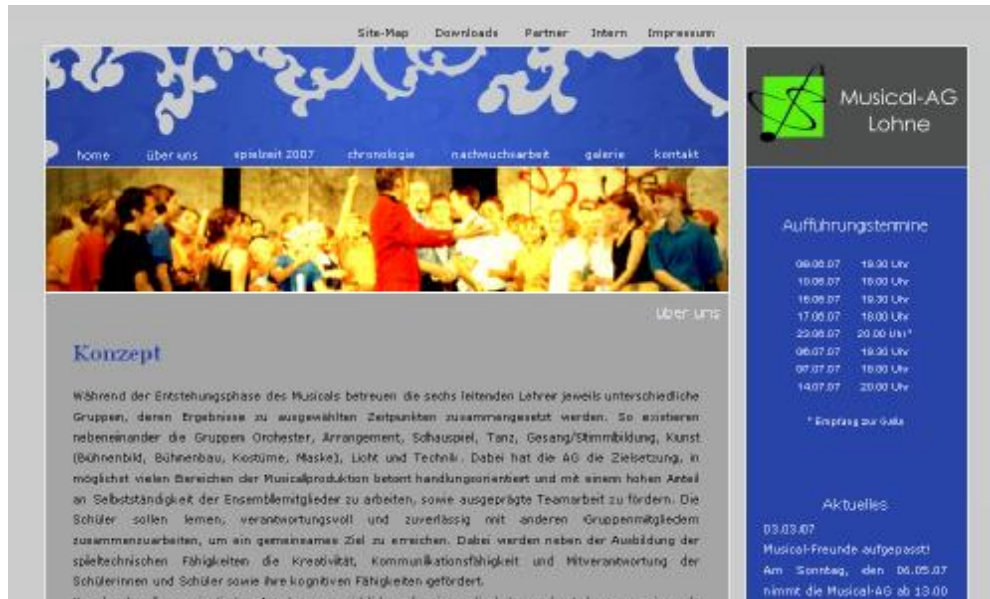 Site-Map Downloads Partner Intern Impressum
Musical-AG
Lohne
home über uns spielzeit 2007 chronologie nachwuchsarbeit galerie kontakt
über uns
Konzept
Während der Entstehungsphase des Musicals betreuen die sechs leitenden Lehrer jeweils unterschiedliche
Gruppen, deren Ergebnisse zu ausgewählten Zeitpunkten zusammengesetzt werden. So existieren
nebeneinander die Gruppen Orchester, Arrangement, Schauspiel, Tanz, Gesang/Stimmbildung, Kunst
(Bühnenbild, Bühnenbau, Kostüme, Maske), Licht und Technik. Dabei hat die AG die Zielsetzung, in
möglichst vielen Bereichen der Musicalproduktion betont handlungsorientiert und mit einem hohen Anteil
an Selbstständigkeit der Ensemblemitglieder zu arbeiten, sowie ausgeprägte Teamarbeit zu fördern. Die
Schüler sollen lernen, verantwortungsvoll und zuverlässig mit anderen Gruppenmitgliedern
zusammenzuarbeiten, um ein gemeinsames Ziel zu erreichen. Dabei werden neben der Ausbildung der
spieltechnischen Fähigkeiten die Kreativität, Kommunikationsfähigkeit und Mitverantwortung der
Schülerinnen und Schüler sowie ihre kognitiven Fähigkeiten gefördert.
Aufführungstermine
19.30 Uhr
18.00 Uhr
19.30 Uhr
18.00 Uhr
20.00 Uhr*
06.07.07 19.30 Uhr
07.07.07 18.00 Uhr
14.07.07 20.00 Uhr
* Empfang zur Gala
Aktuelles
03.03.07
Musical-Freunde aufgepasst!
Am Sonntag, den 06.05.07
nimmt die Musical-AG ab 13.00